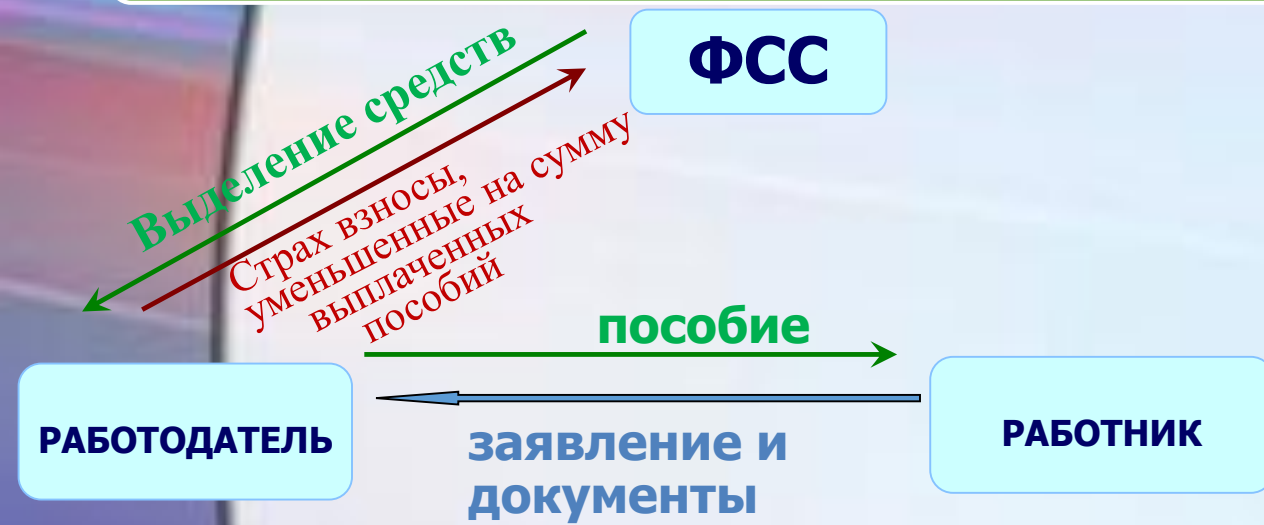 ФСС
Выделение средств
Страх взносы,
уменьшенные на сумму
выплаченных
пособий
пособие
РАБОТОДАТЕЛЬ
РАБОТНИК
заявление и
документы